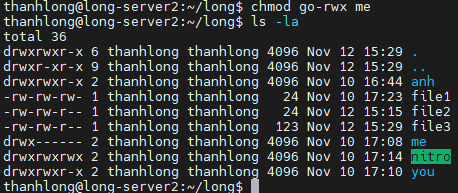 thanhlong@long-server2:~/long$ chmod go-rwx me
thanhlong@long-server2:~/long$ ls -la
total 36
drwxrwxr-x 6 thanhlong thanhlong 4096 Nov 12 15:29 .
drwxr-xr-x 9 thanhlong thanhlong 4096 Nov 12 15:29 ..
drwxrwxr-x 2 thanhlong thanhlong 4096 Nov 10 16:44 anh
-rw-rw-rw- 1 thanhlong thanhlong   24 Nov 10 17:23 file1
-rw-rw-r-- 1 thanhlong thanhlong   24 Nov 12 15:15 file2
-rw-rw-r-- 1 thanhlong thanhlong  123 Nov 12 15:29 file3
drwx------ 2 thanhlong thanhlong 4096 Nov 10 17:08 me
drwxrwxrwx 2 thanhlong thanhlong 4096 Nov 10 17:14 nitro
drwxrwxr-x 2 thanhlong thanhlong 4096 Nov 10 17:10 you
thanhlong@long-server2:~/long$